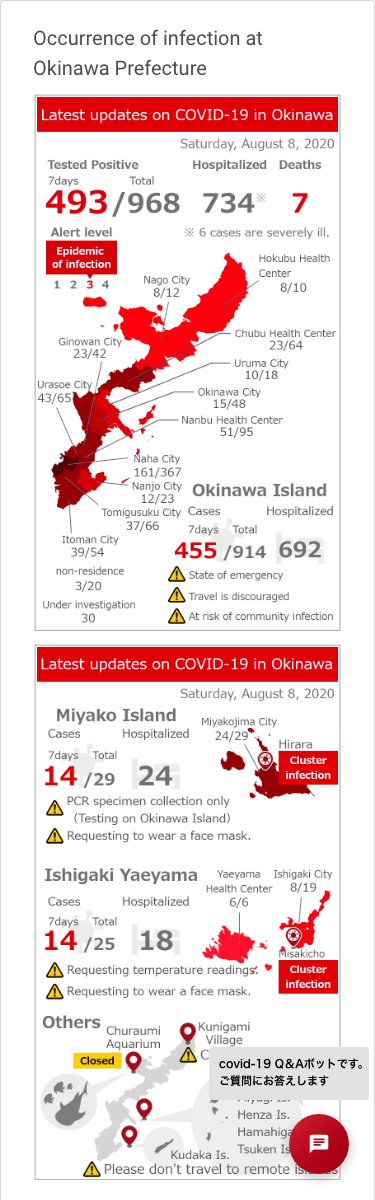 Occurrence of infection at
Okinawa Prefecture
Latest updates on COVID-19 in Okinawa
Saturday, August 8, 2020
Tested Positive
Hospitalized
Deaths
7days
Total
493/968
734※
7
Alert level
※ 6 cases are severely ill.
Epidemic
of infection
1 2 3 4
Hokubu Health
Center
8/10
Nago City
8/12
Chubu Health Center
23/64
Ginowan City
23/42
Uruma City
10/18
Urasoe City
43/65
Okinawa City
15/48
Nanbu Health Center
51/95
Naha City
161/367
Nanjo City
12/23
Tomigusuku City
37/66
Itoman City
39/54
non-residence
3/20
Under investigation
30
Okinawa Island
Cases
Hospitalized
7days
Total
455/914
692
State of emergency
Travel is discouraged
At risk of community infection
Latest updates on COVID-19 in Okinawa
Saturday, August 8, 2020
Miyako Island
Cases
Hospitalized
7days
Total
14/29
24
Miyakojima City
24/29
Hirara
Cluster
infection
PCR specimen collection only
(Testing on Okinawa Island)
Requesting to wear a face mask.
Ishigaki Yaeyama
Cases
Hospitalized
7days
Total
14/25
18
Yaeyama
Health Center
6/6
Ishigaki City
8/19
Misakicho
Cluster
infection
Requesting temperature readings.
Requesting to wear a face mask.
Others
Churaumi
Aquarium
Closed
Kunigami
Village
covid-19 Q&Aボットです。
ご質問にお答えします
Henza Is.
Hamahiga
Tsuken Is.
Kudaka Is.
Please don't travel to remote islands